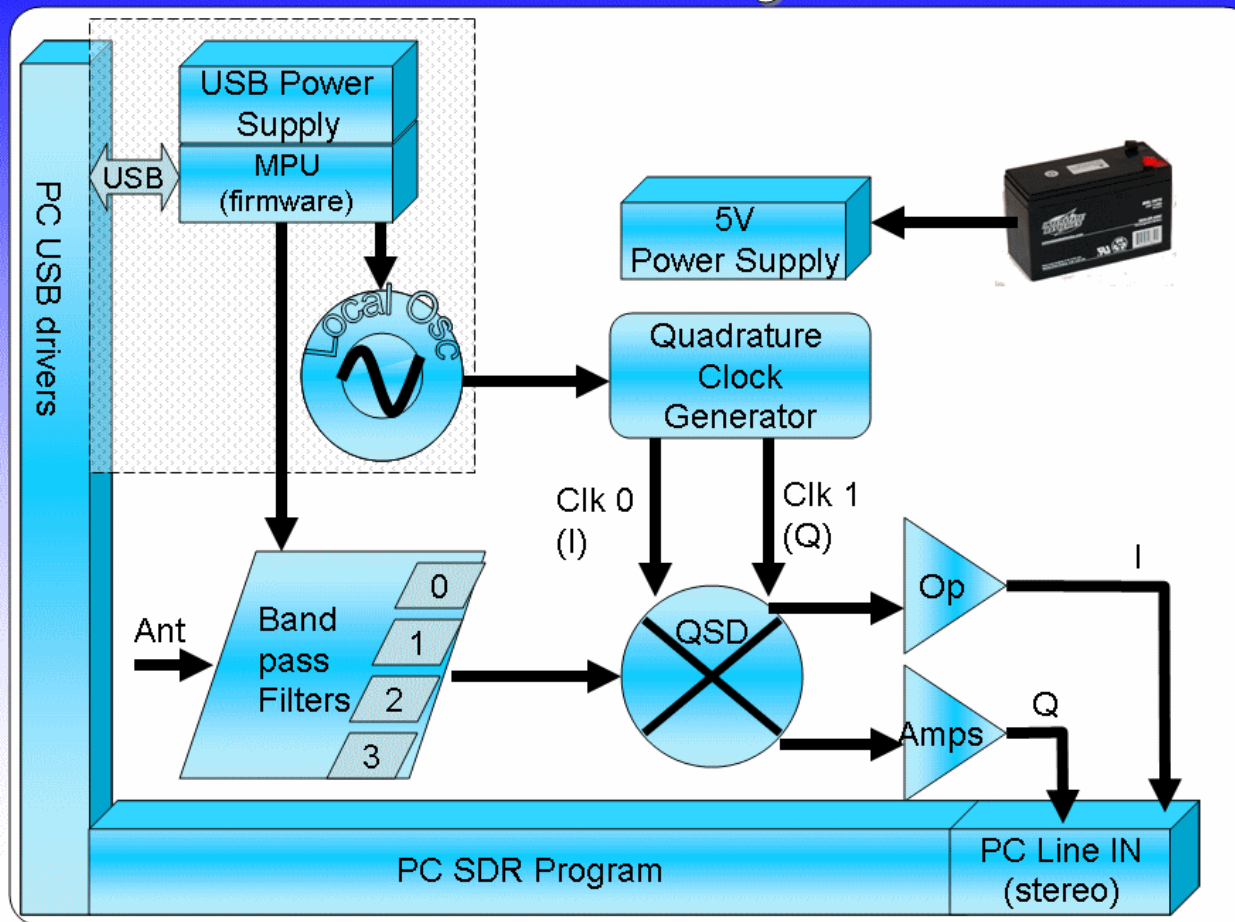 USB Power
Supply
MPU
(firmware)
USB
PC USB drivers
Local Osc
5V
Power Supply
Quadrature
Clock
Generator
Clk 0
(I)
Clk 1
(Q)
Ant
Band
pass
Filters
0
1
2
3
QSD
Op
Amps
I
Q
PC SDR Program
PC Line IN
(stereo)